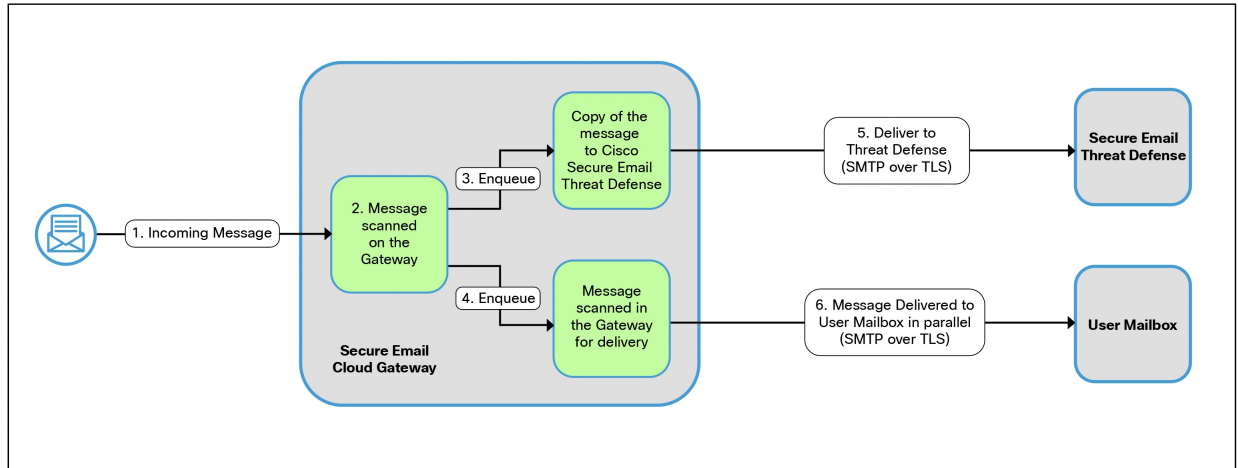 1. Incoming Message
2. Message
scanned
on the
Gateway
3. Enqueue
Copy of the
message
to Cisco
Secure Email
Threat Defense
5. Deliver to
Threat Defense
(SMTP over TLS)
Secure Email
Threat Defense
4. Enqueue
Message
scanned in
the Gateway
for delivery
6. Message Delivered to
User Mailbox in parallel
(SMTP over TLS)
User Mailbox
Secure Email
Cloud Gateway